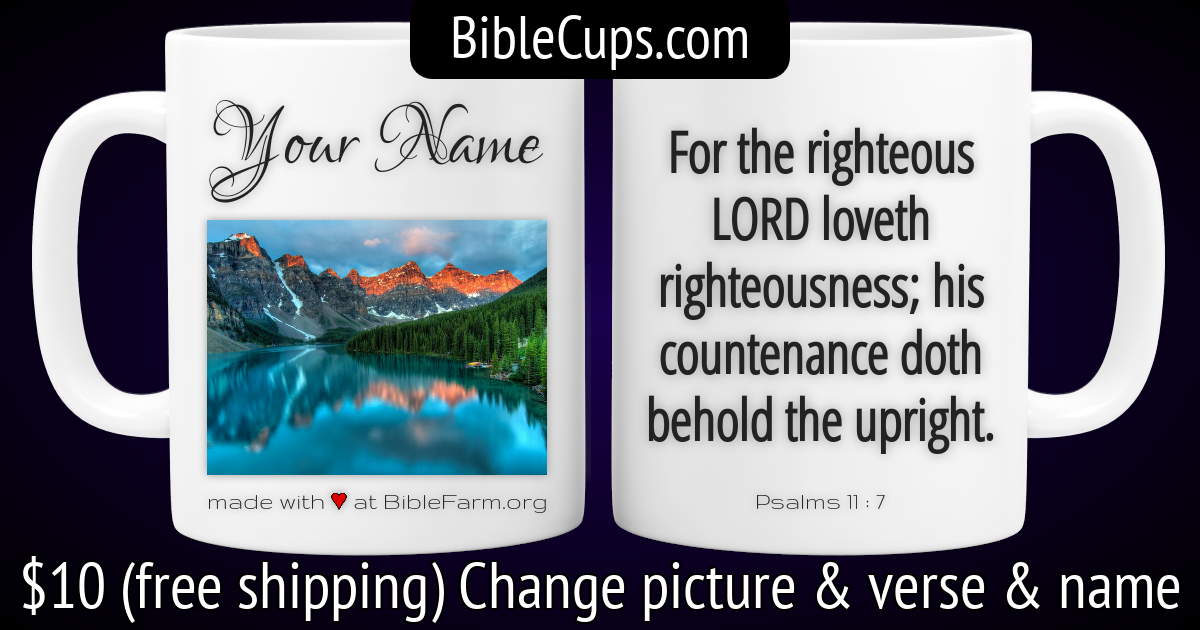 BibleCups.com
Your Name
made with ♥ at BibleFarm.org
For the righteous
LORD loveth
righteousness; his
countenance doth
behold the upright.
Psalms 11 : 7
$10 (free shipping) Change picture & verse & name